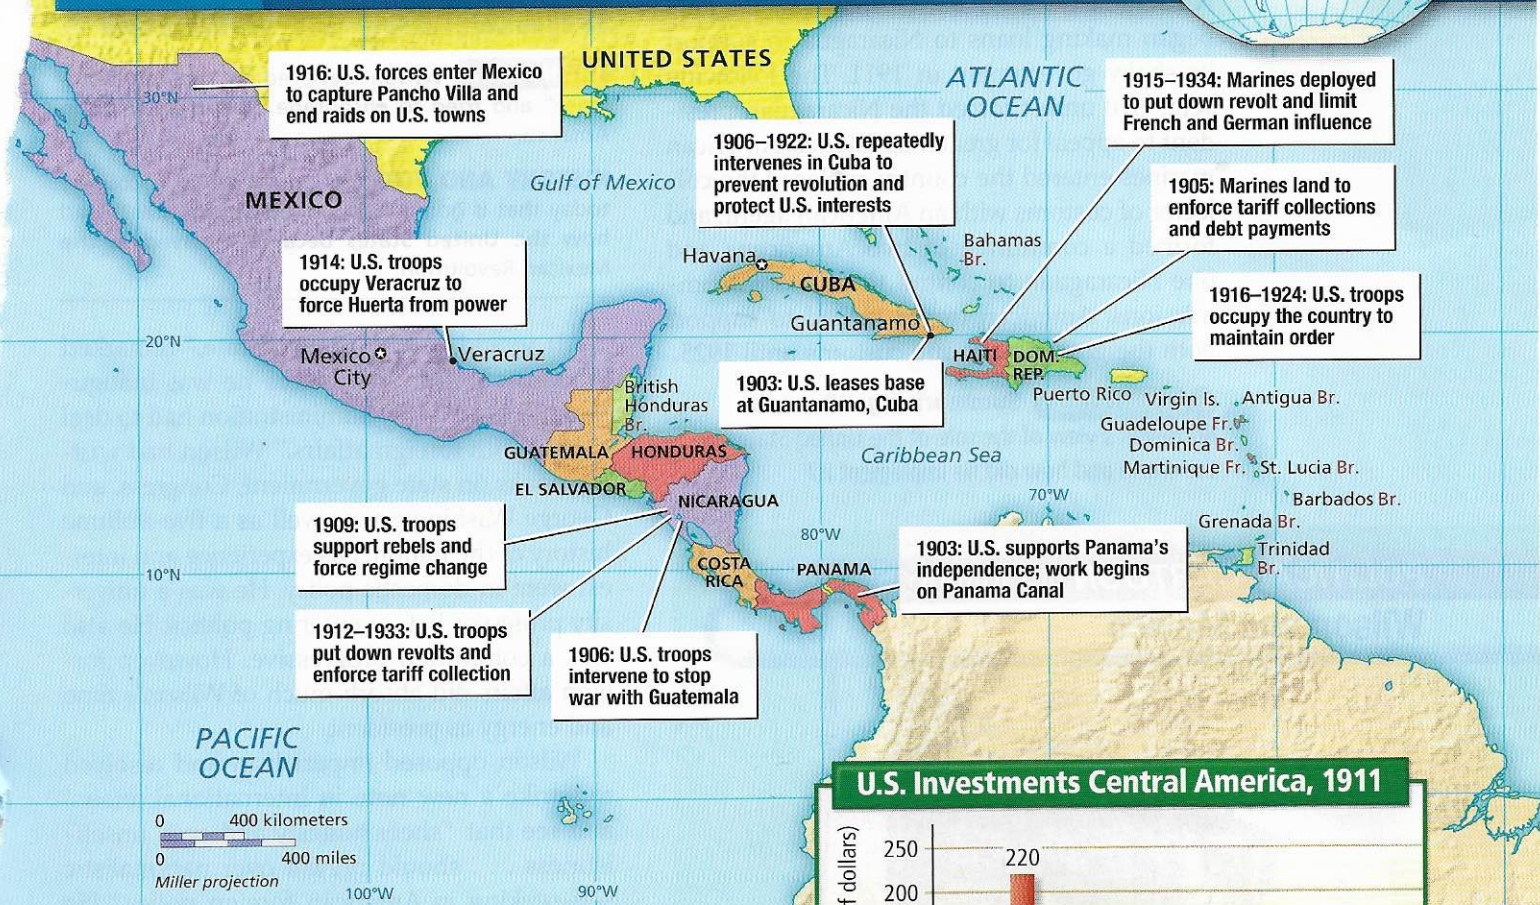 UNITED STATES
ATLANTIC
OCEAN
1916: U.S. forces enter Mexico
to capture Pancho Villa and
end raids on U.S. towns
30°N
1915–1934: Marines deployed
to put down revolt and limit
French and German influence
1906–1922: U.S. repeatedly
intervenes in Cuba to
prevent revolution and
protect U.S. interests
1905: Marines land to
enforce tariff collections
and debt payments
Gulf of Mexico
MEXICO
Bahamas
Br.
Havana
CUBA
1914: U.S. troops
occupy Veracruz to
force Huerta from power
1916–1924: U.S. troops
occupy the country to
maintain order
Guantanamo
20°N
Mexico
City
Veracruz
HAITI
DOM.
REP.
1903: U.S. leases base
at Guantanamo, Cuba
British
Honduras
Br.
Puerto Rico
Virgin Is.
Antigua Br.
Guadeloupe Fr.
Dominica Br.
Martinique Fr.
St. Lucia Br.
GUATEMALA
HONDURAS
Caribbean Sea
EL SALVADOR
NICARAGUA
70°W
Barbados Br.
Grenada Br.
80°W
Trinidad
Br.
1909: U.S. troops
support rebels and
force regime change
1903: U.S. supports Panama's
independence; work begins
on Panama Canal
10°N
COSTA
RICA
PANAMA
1912–1933: U.S. troops
put down revolts and
enforce tariff collection
1906: U.S. troops
intervene to stop
war with Guatemala
PACIFIC
OCEAN
0 400 kilometers
0 400 miles
Miller projection
100°W
90°W
U.S. Investments Central America, 1911
f dollars)
250
220
200